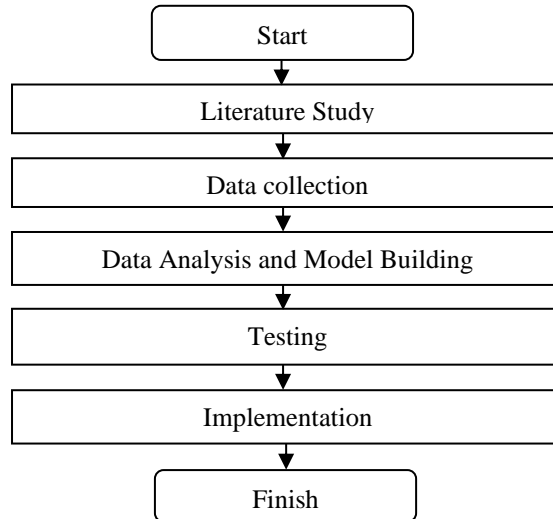 Start
Literature Study
Data collection
Data Analysis and Model Building
Testing
Implementation
Finish